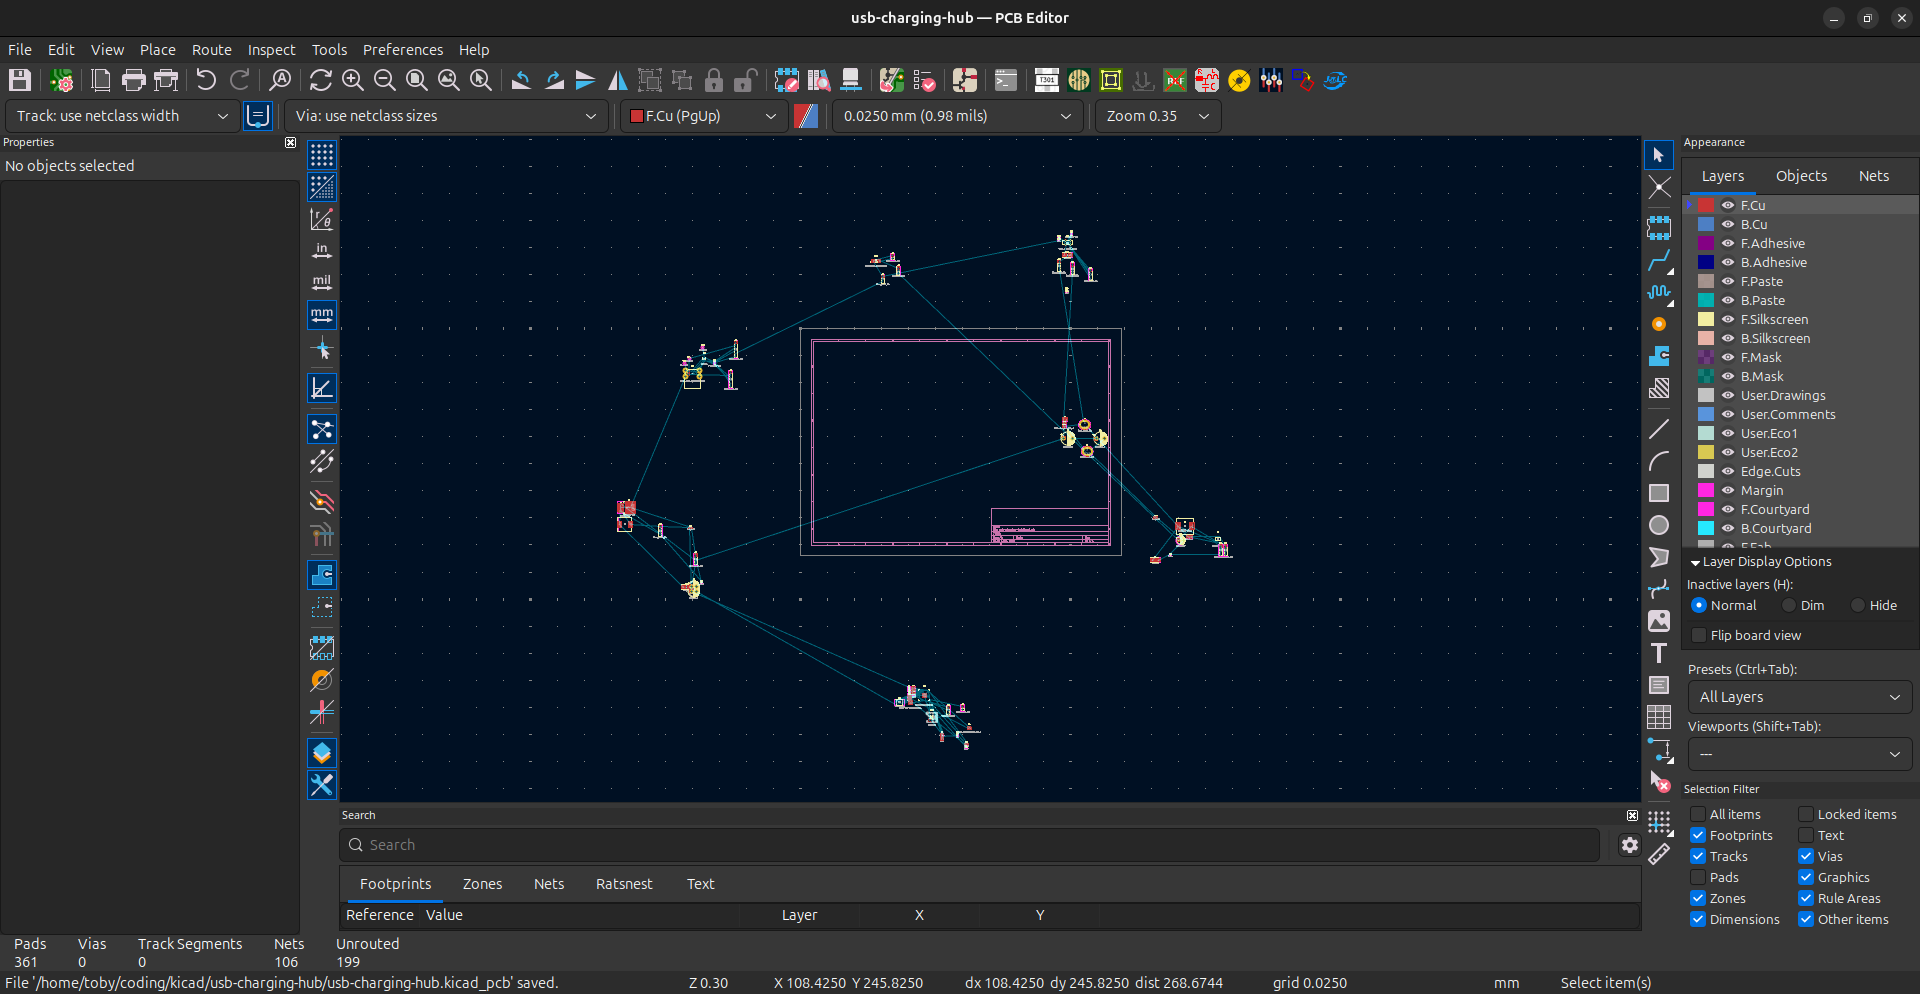 usb-charging-hub — PCB Editor
File Edit View Place Route Inspect Tools Preferences Help
Track: use netclass width
Via: use netclass sizes
F.Cu (PgUp)
0.0250 mm (0.98 mils)
Zoom 0.35
Properties
No objects selected
in
mil
mm
Appearance
Layers Objects Nets
F.Cu
B.Cu
F.Adhesive
B.Adhesive
F.Paste
B.Paste
F.Silkscreen
B.Silkscreen
F.Mask
B.Mask
User.Drawings
User.Comments
User.Eco1
User.Eco2
Edge.Cuts
Margin
F.Courtyard
B.Courtyard
F.Fab
Layer Display Options
Inactive layers (H):
Normal Dim Hide
Flip board view
Presets (Ctrl+Tab):
All Layers
Viewports (Shift+Tab):
---
Selection Filter
All items Locked items
Footprints Text
Tracks Vias
Pads Graphics
Zones Rule Areas
Dimensions Other items
Search
Search
Footprints Zones Nets Ratsnest Text
Reference Value Layer X Y
Pads Vias Track Segments Nets Unrouted
361 0 0 106 199
File '/home/toby/coding/kicad/usb-charging-hub/usb-charging-hub.kicad_pcb' saved.
Z 0.30
X 108.4250 Y 245.8250
dx 108.4250 dy 245.8250 dist 268.6744
grid 0.0250
mm
Select item(s)